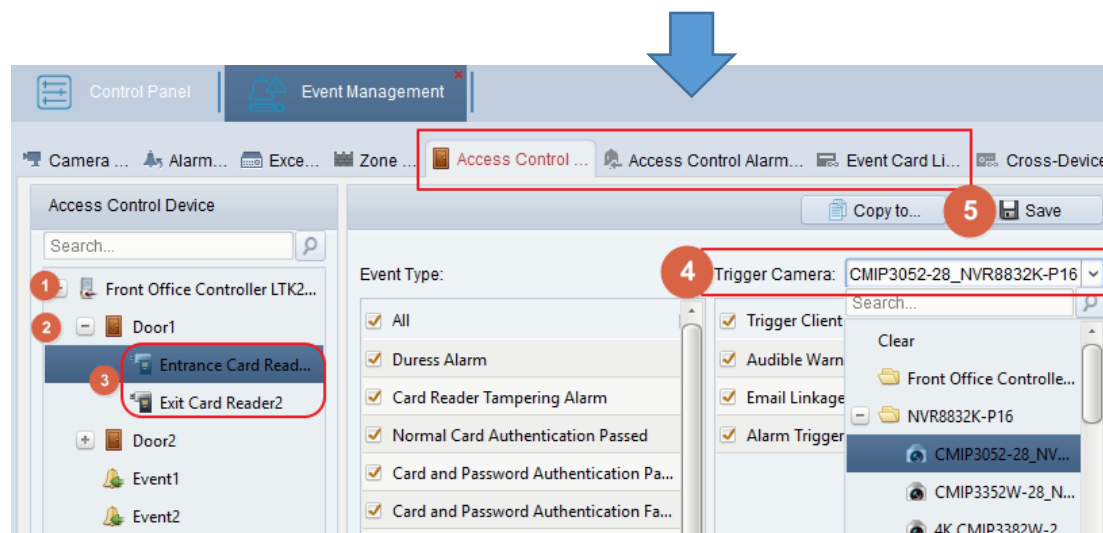 Control Panel
Event Management
Camera ...
Alarm...
Exce...
Zone ...
Access Control ...
Access Control Alarm...
Event Card Li...
Cross-Device
Access Control Device
Copy to...
5
Save
Search...
1
Front Office Controller LTK2...
2
Door1
3
Entrance Card Read...
Exit Card Reader2
Door2
Event1
Event2
Event Type:
All
Duress Alarm
Card Reader Tampering Alarm
Normal Card Authentication Passed
Card and Password Authentication Pa...
Card and Password Authentication Fa...
4
Trigger Camera:
CMIP3052-28_NVR8832K-P16
Trigger Client
Audible Warn
Email Linkage
Alarm Trigger
Search...
Clear
Front Office Controlle...
NVR8832K-P16
CMIP3052-28_NV...
CMIP3352W-28_N...
4K CMIP3382W-2